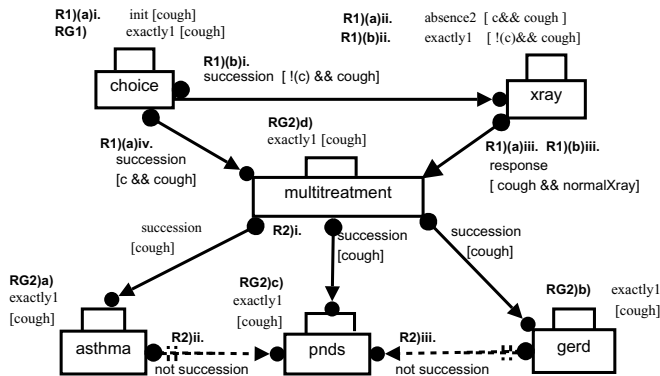 R1)(a)i. init [cough]
RG1) exactly1 [cough]
R1)(a)ii. absence2 [ c&& cough ]
R1)(b)ii. exactly1 [ !(c)&& cough]
R1)(b)i.
succession [ !(c) && cough]
choice
xray
RG2)d)
exactly1 [cough]
R1)(a)iv.
succession
[c && cough]
R1)(a)iii. R1)(b)iii.
response
[ cough && normalXray]
multitreatment
succession
[cough]
R2)i.
succession
[cough]
succession
[cough]
RG2)a)
exactly1
[cough]
RG2)c)
exactly1
[cough]
RG2)b) exactly1
[cough]
asthma
R2)ii.
not succession
pnds
R2)iii.
not succession
gerd